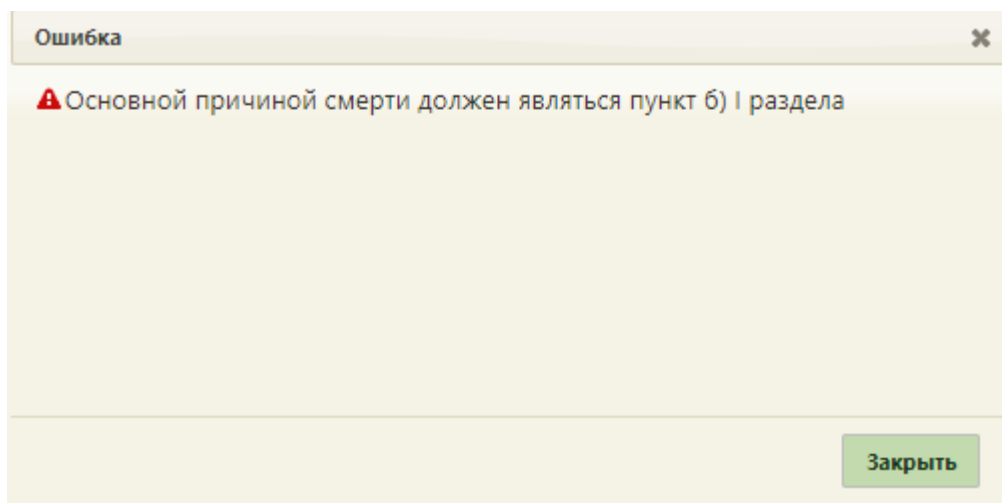 Ошибка
Основной причиной смерти должен являться пункт б) I раздела
Закрыть